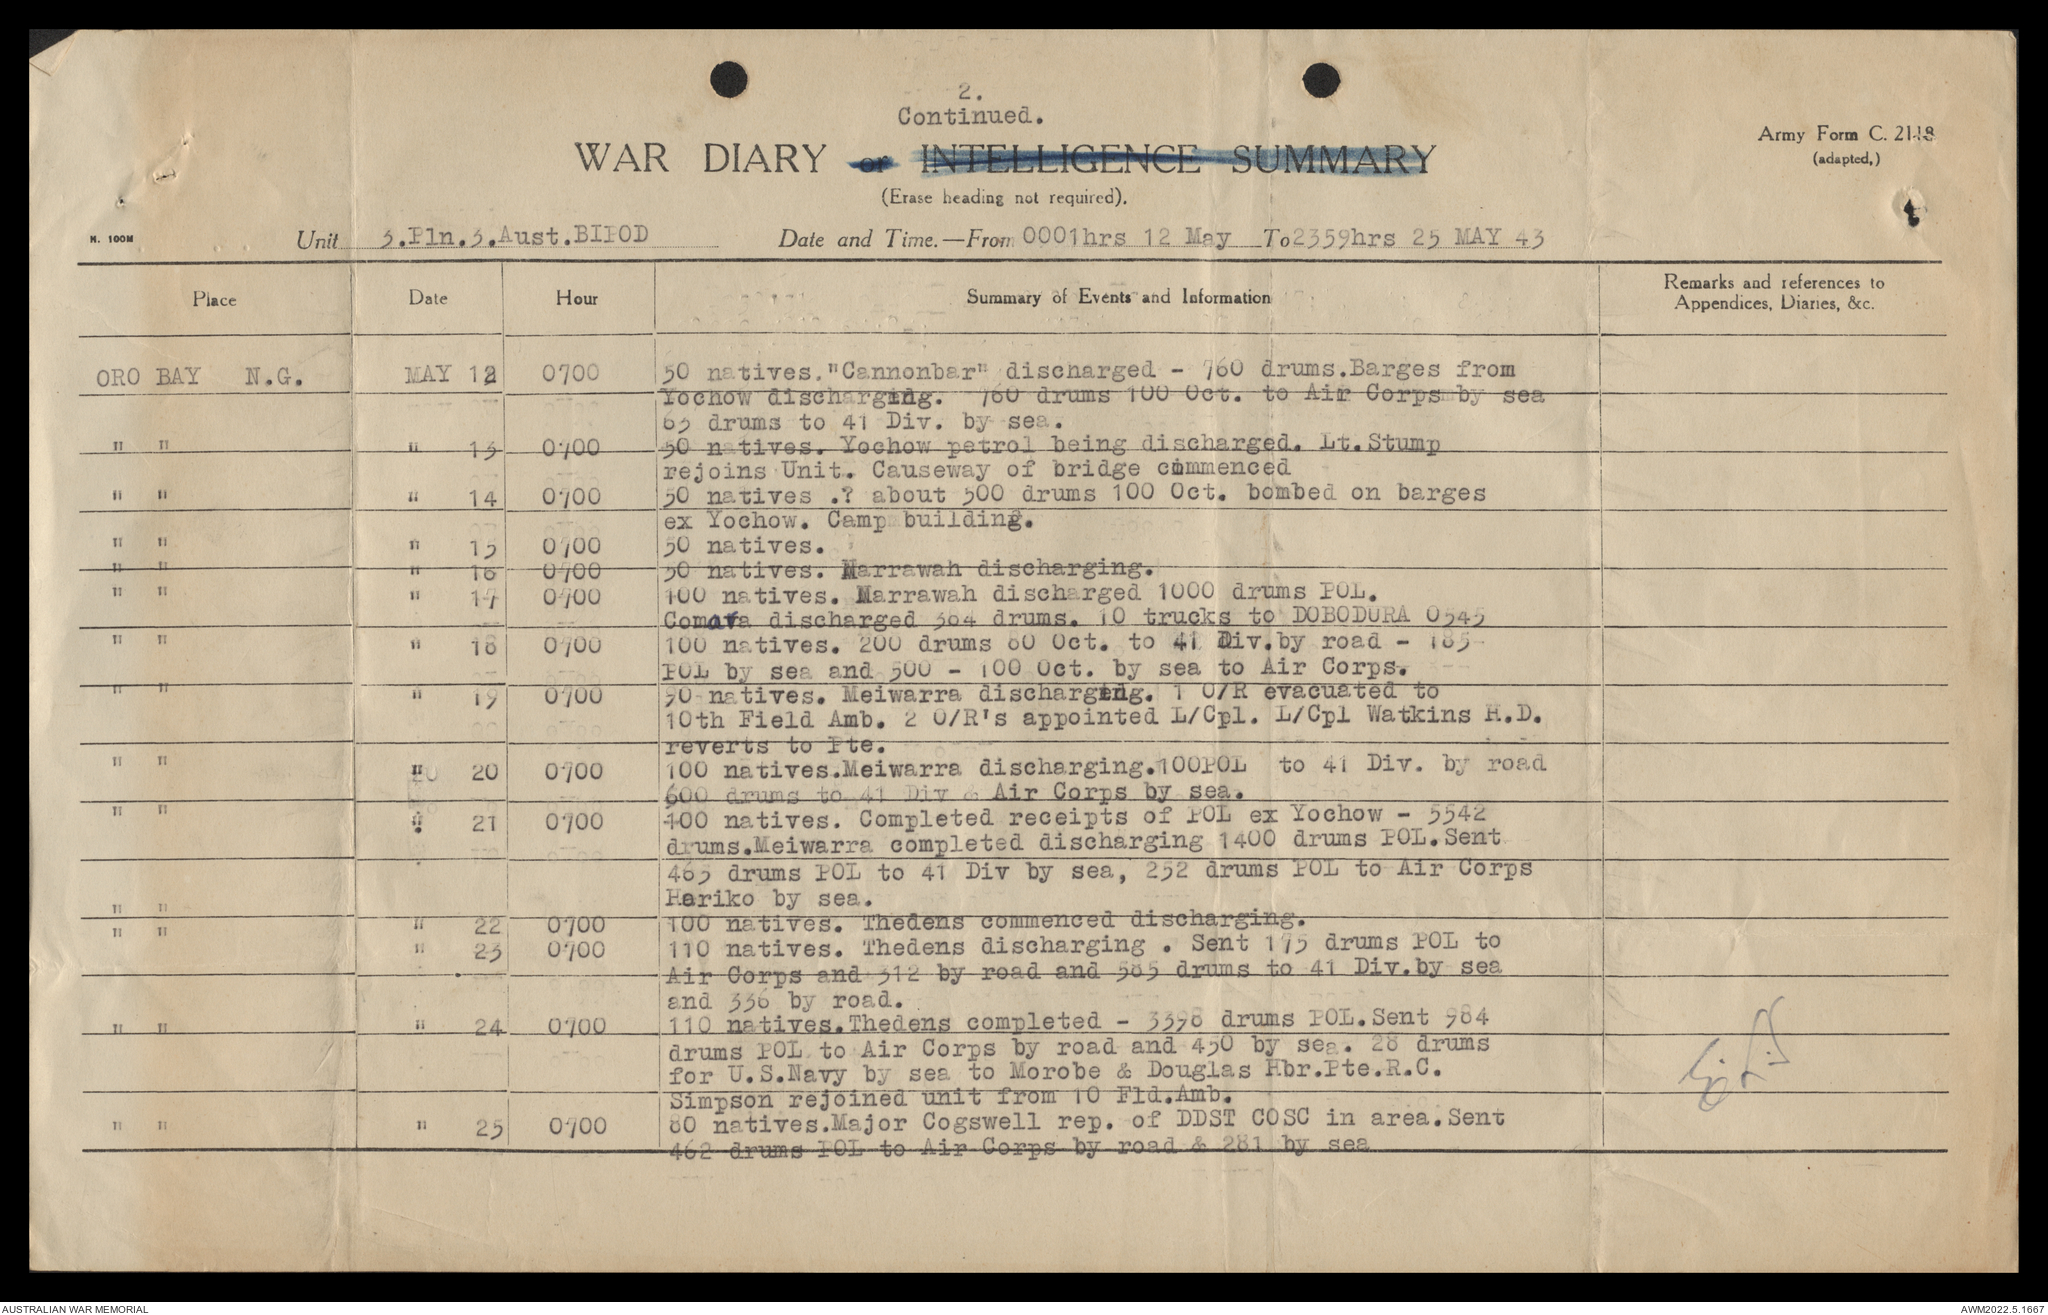 2.
Continued.
Army Form C. 2118
(adapted.)
WAR DIARY or INTELLIGENCE SUMMARY
(Erase heading not required).
M. 100M
Unit 3.Pln.3.Aust.BIPOD Date and Time.—From 0001hrs 12 May To 2359hrs 25 MAY 43
Place Date Hour Summary of Events and Information Remarks and references to
Appendices, Diaries, &c.
ORO BAY N.G. MAY 12 0700 50 natives."Cannonbar" discharged - 760 drums.Barges from
Yochow discharging. 760 drums 100 Oct. to Air Corps by sea
63 drums to 41 Div. by sea.
" " " 13 0700 50 natives. Yochow petrol being discharged. Lt.Stump
rejoins Unit. Causeway of bridge commenced
" " " 14 0700 50 natives .? about 500 drums 100 Oct. bombed on barges
ex Yochow. Camp building.
" " " 15 0700 50 natives.
" " " 16 0700 50 natives. Marrawah discharging.
" " " 17 0700 100 natives. Marrawah discharged 1000 drums POL.
Comara discharged 384 drums. 10 trucks to DOBODURA 0545
" " " 18 0700 100 natives. 200 drums 80 Oct. to 41 Div.by road - 185
POL by sea and 500 - 100 Oct. by sea to Air Corps.
" " " 19 0700 90 natives. Meiwarra discharging. 1 O/R evacuated to
10th Field Amb. 2 O/R's appointed L/Cpl. L/Cpl Watkins H.D.
reverts to Pte.
" " " 20 0700 100 natives.Meiwarra discharging.100POL to 41 Div. by road
600 drums to 41 Div & Air Corps by sea.
" " " 21 0700 100 natives. Completed receipts of POL ex Yochow - 5542
drums.Meiwarra completed discharging 1400 drums POL.Sent
465 drums POL to 41 Div by sea, 252 drums POL to Air Corps
Hariko by sea.
" " " 22 0700 100 natives. Thedens commenced discharging.
" " " 23 0700 110 natives. Thedens discharging . Sent 175 drums POL to
Air Corps and 312 by road and 585 drums to 41 Div.by sea
and 336 by road.
" " " 24 0700 110 natives.Thedens completed - 3398 drums POL.Sent 984
drums POL to Air Corps by road and 450 by sea. 28 drums
for U.S.Navy by sea to Morobe & Douglas Hbr.Pte.R.C.
Simpson rejoined unit from 10 Fld.Amb.
" " " 25 0700 80 natives.Major Cogswell rep. of DDST COSC in area.Sent
462 drums POL to Air Corps by road & 281 by sea
AUSTRALIAN WAR MEMORIAL AWM2022.5.1667